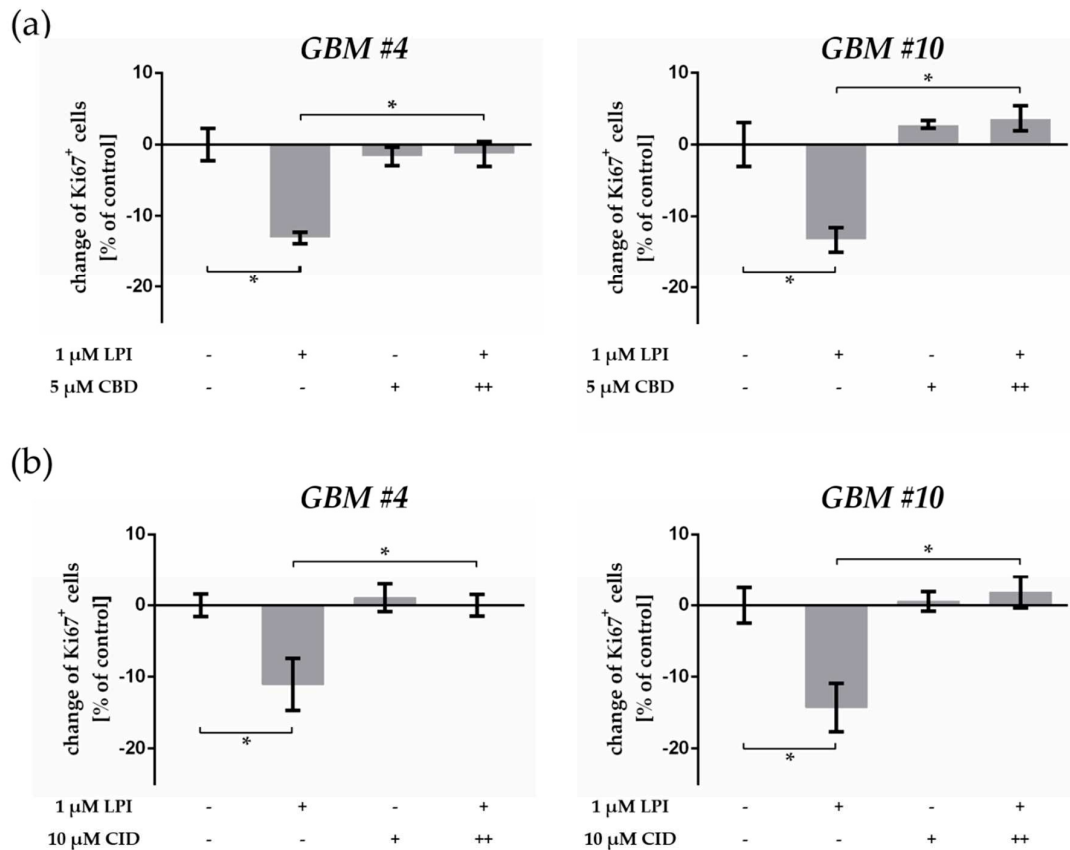 (a)
GBM #4
GBM #10
change of Ki67+ cells
[% of control]
10
0
-10
-20
*
*
change of Ki67+ cells
[% of control]
10
0
-10
-20
*
*
1 μM LPI - + - +
5 μM CBD - - + ++
1 μM LPI - + - +
5 μM CBD - - + ++
(b)
GBM #4
GBM #10
change of Ki67+ cells
[% of control]
10
0
-10
-20
*
*
change of Ki67+ cells
[% of control]
10
0
-10
-20
*
*
1 μM LPI - + - +
10 μM CID - - + ++
1 μM LPI - + - +
10 μM CID - - + ++